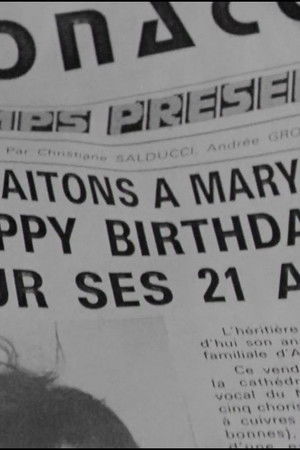 ONAC
MPS PRESE
Par Christiane SALDUCCI, Andrée GRO
AITONS A MARY
PPY BIRTHDA
UR SES 21 A
L'héritière
d'hui son an
familiale d'A
Ce vend
la cathédr
vocal du
cinq choris
à cuivres
bonnes),